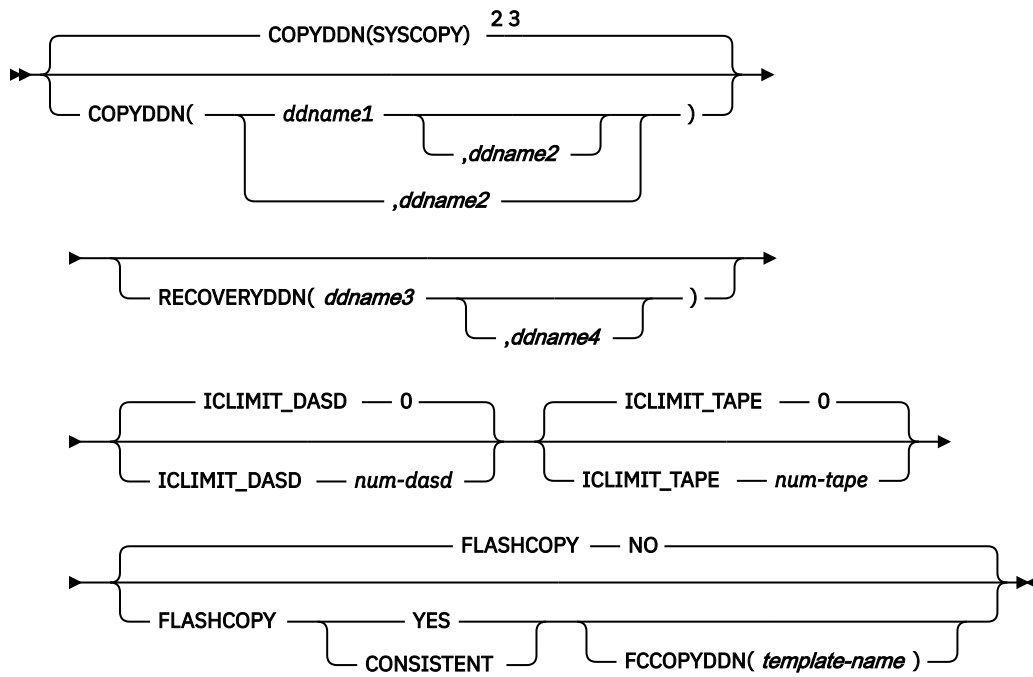 COPYDDN(SYSCOPY) 2 3
COPYDDN( ddname1 )
,ddname2
,ddname2
RECOVERYDDN( ddname3 )
,ddname4
ICLIMIT_DASD 0 ICLIMIT_TAPE 0
ICLIMIT_DASD num-dasd ICLIMIT_TAPE num-tape
FLASHCOPY NO
FLASHCOPY YES
CONSISTENT FCCOPYDDN( template-name )